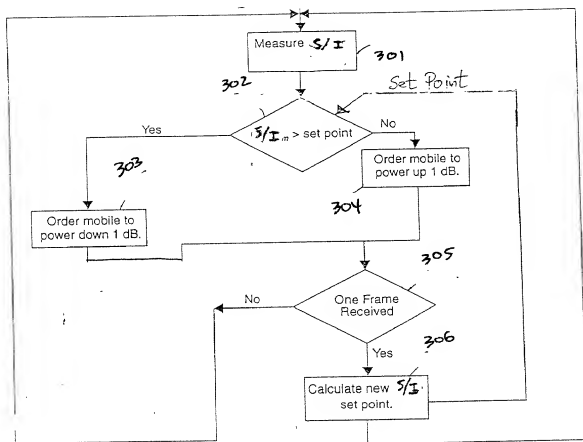 Measure S/I
301
302
Set Point
Yes
S/I m > set point
No
303
Order mobile to
power up 1 dB.
304
Order mobile to
power down 1 dB.
305
No
One Frame
Received
306
Yes
Calculate new S/I
set point.